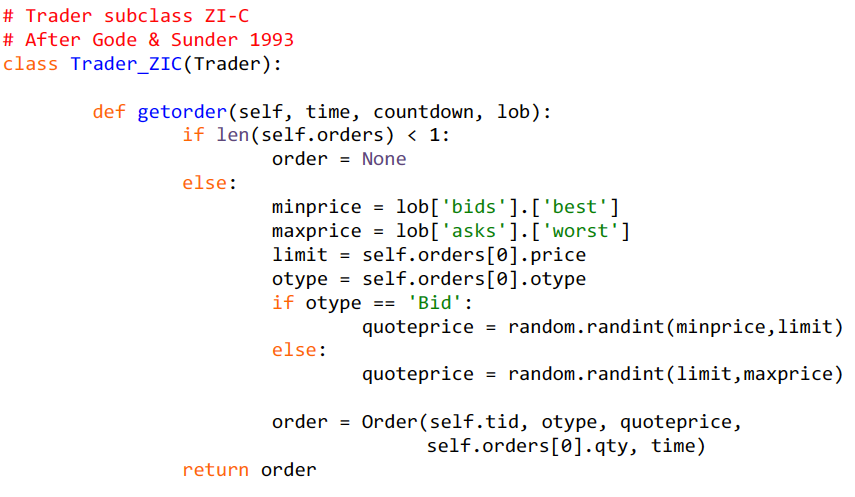 # Trader subclass ZI-C
# After Gode & Sunder 1993
class Trader_ZIC(Trader):
def getorder(self, time, countdown, lob):
if len(self.orders) < 1:
order = None
else:
minprice = lob['bids'].['best']
maxprice = lob['asks'].['worst']
limit = self.orders[0].price
otype = self.orders[0].otype
if otype == 'Bid':
quoteprice = random.randint(minprice,limit)
else:
quoteprice = random.randint(limit,maxprice)
order = Order(self.tid, otype, quoteprice,
self.orders[0].qty, time)
return order